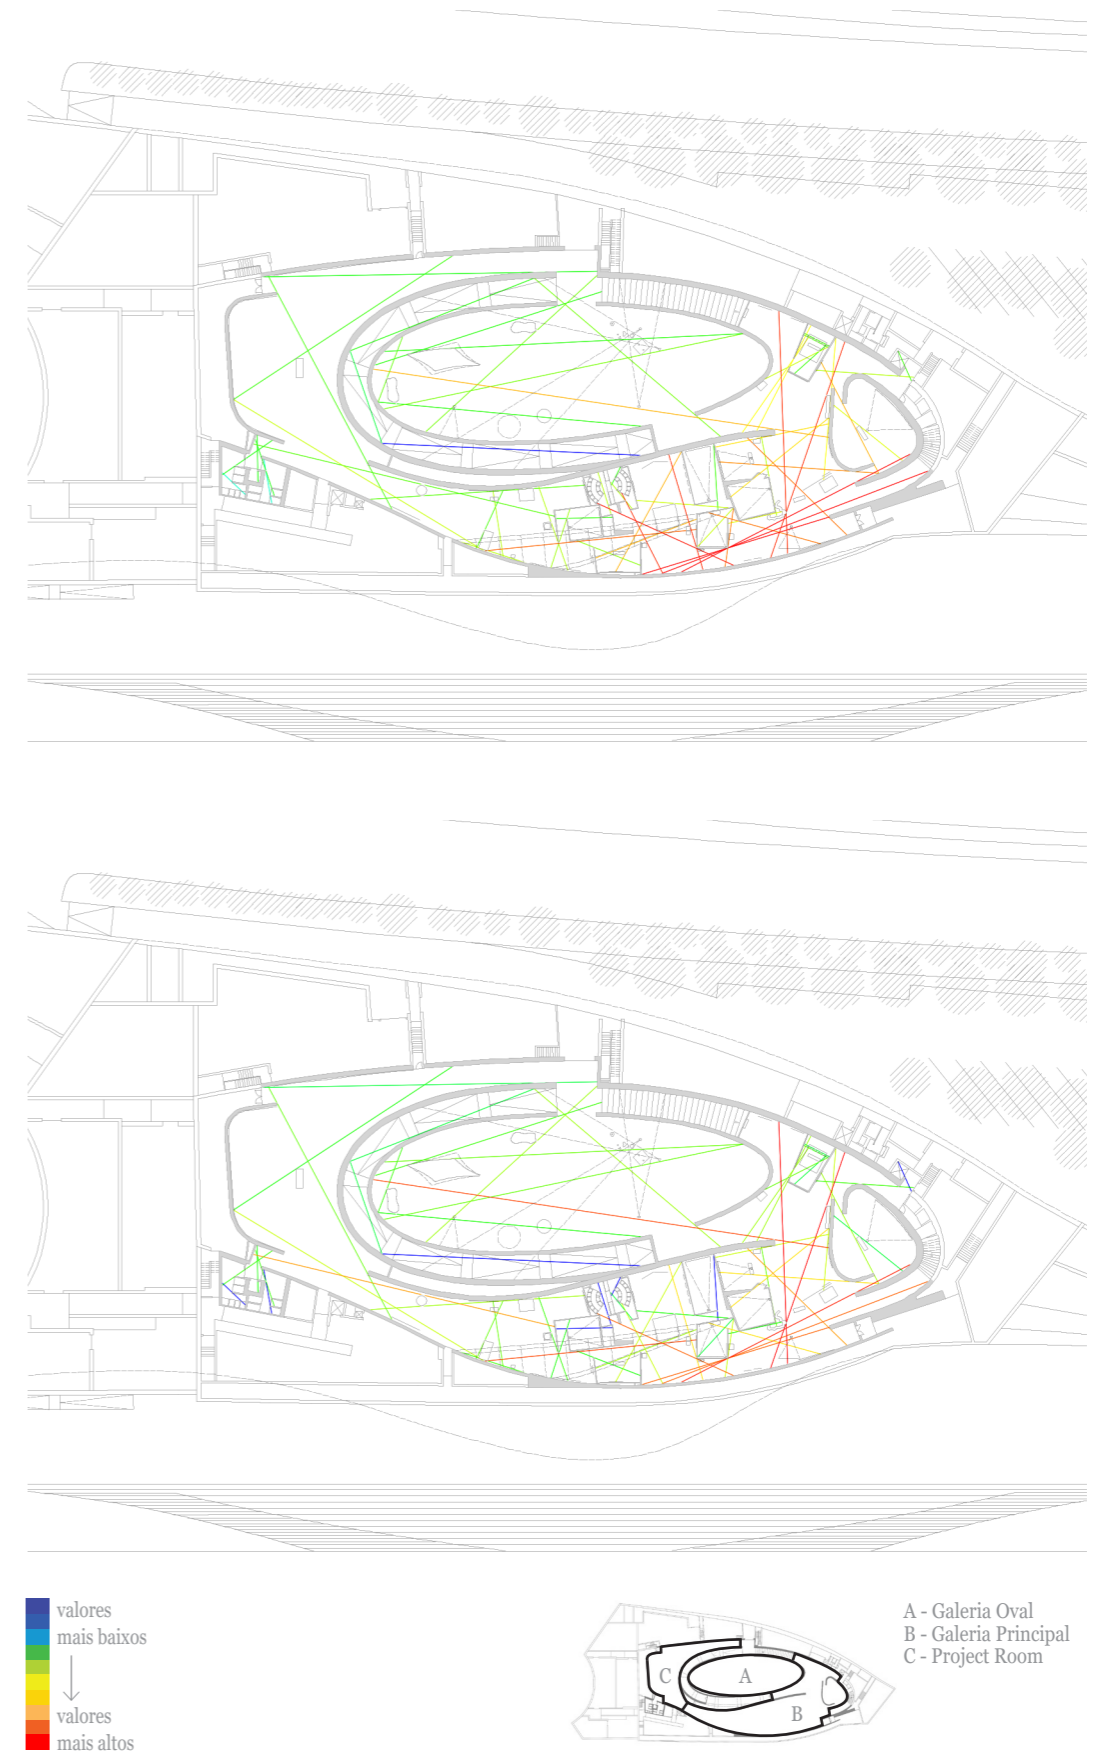 valores
mais baixos
valores
mais altos
C
A
B
A - Galeria Oval
B - Galeria Principal
C - Project Room